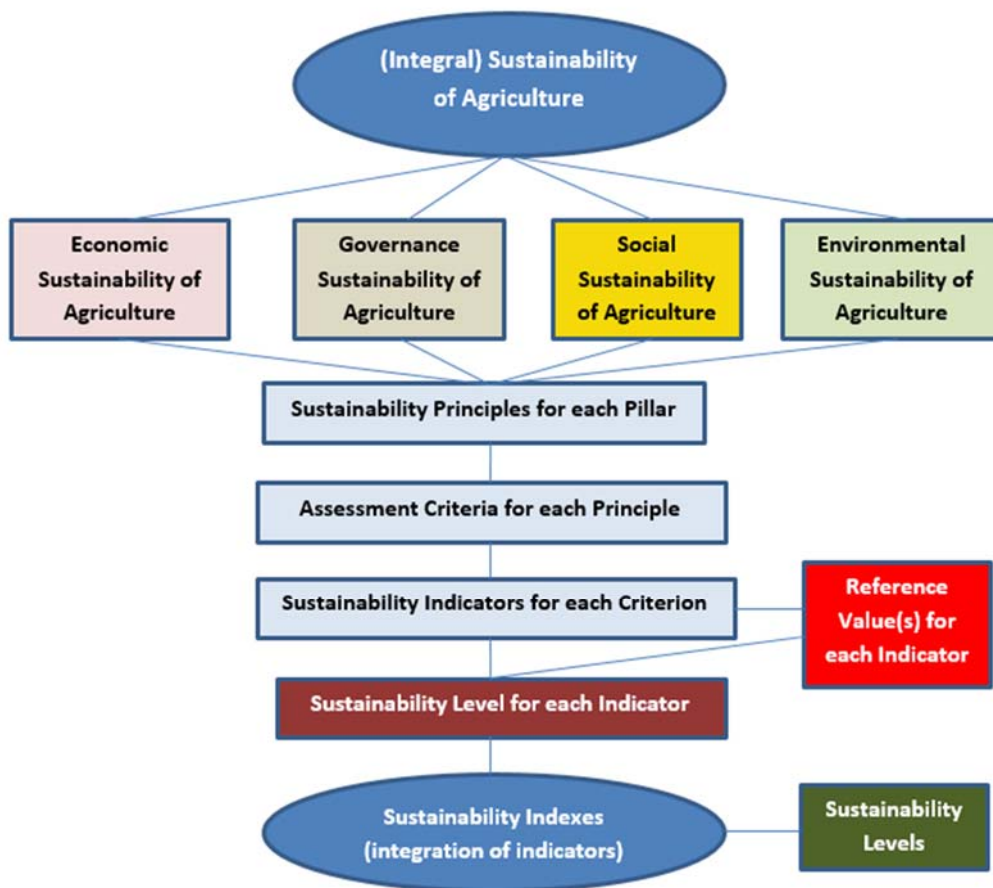 (Integral) Sustainability
of Agriculture
Economic
Sustainability of
Agriculture
Governance
Sustainability of
Agriculture
Social
Sustainability
of Agriculture
Environmental
Sustainability of
Agriculture
Sustainability Principles for each Pillar
Assessment Criteria for each Principle
Sustainability Indicators for each Criterion
Reference
Value(s) for
each Indicator
Sustainability Level for each Indicator
Sustainability Indexes
(integration of indicators)
Sustainability
Levels